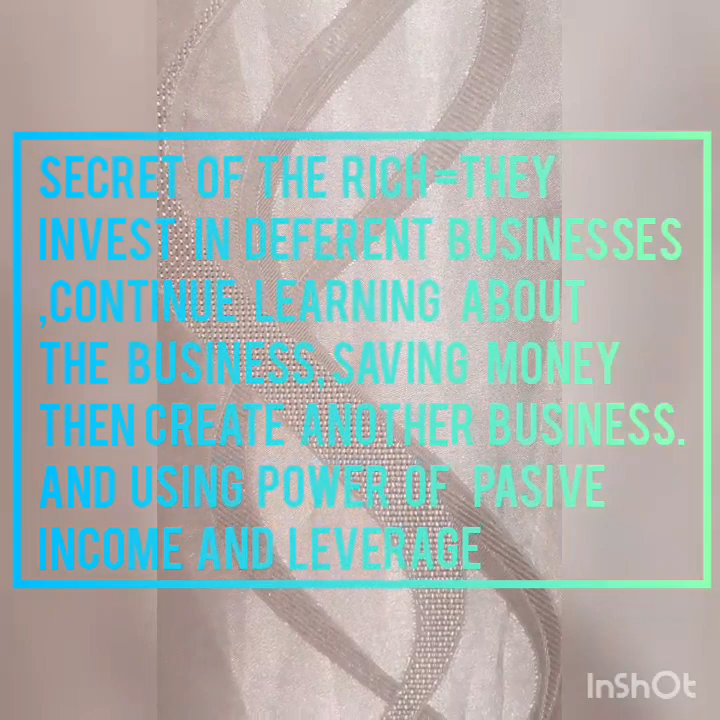 SECRET OF THE RICH=THEY
INVEST IN DEFERENT BUSINESSES
,CONTINUE LEARNING ABOUT
THE BUSINESS, SAVING MONEY
THEN CREATE ANOTHER BUSINESS.
AND USING POWER OF PASIVE
INCOME AND LEVERAGE
InShOt